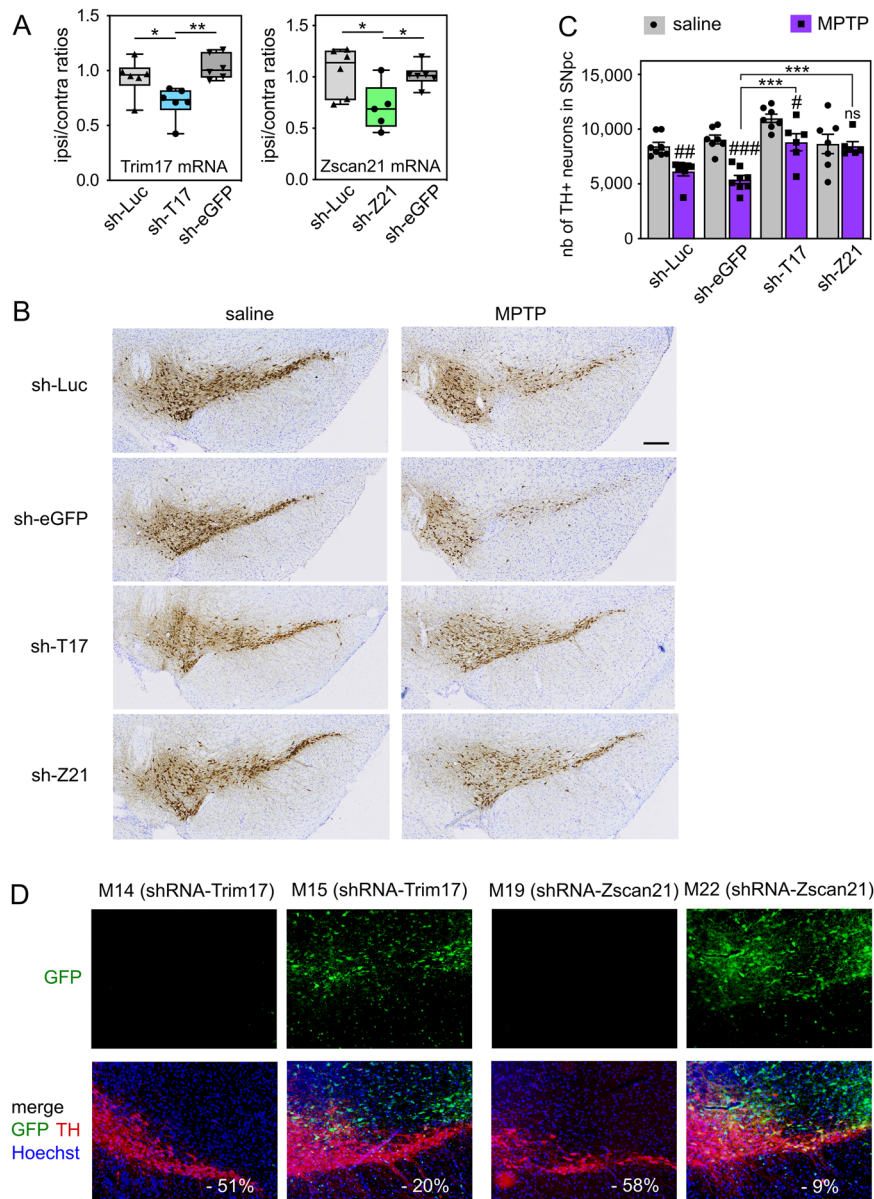 A
ipsi/contra ratios
1.5
1.0
0.5
0.0
* **
Trim17 mRNA
sh-Luc
sh-T17
sh-eGFP
ipsi/contra ratios
1.5
1.0
0.5
0.0
* *
Zscan21 mRNA
sh-Luc
sh-Z21
sh-eGFP
C
saline MPTP
nb of TH+ neurons in SNpc
15,000
10,000
5,000
0
***
***
## ### # ns
sh-Luc
sh-eGFP
sh-T17
sh-Z21
B
saline MPTP
sh-Luc
sh-eGFP
sh-T17
sh-Z21
D
M14 (shRNA-Trim17) M15 (shRNA-Trim17) M19 (shRNA-Zscan21) M22 (shRNA-Zscan21)
GFP
merge
GFP TH
Hoechst
- 51% - 20% - 58% - 9%